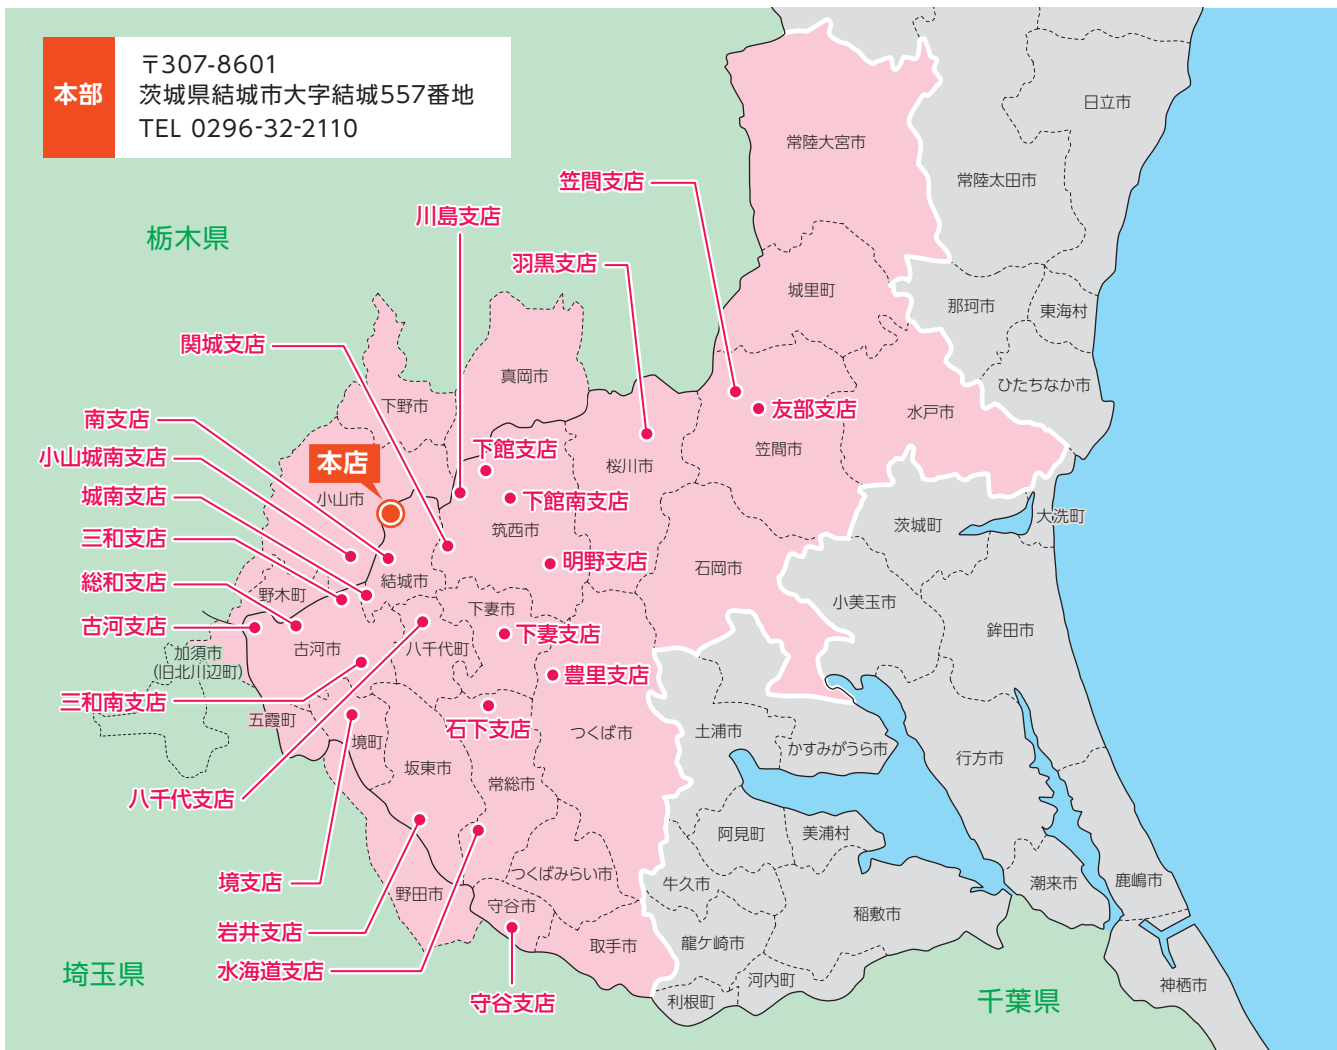 本部
〒307-8601
茨城県結城市大字結城557番地
TEL 0296-32-2110
栃木県
埼玉県
千葉県
笠間支店
川島支店
羽黒支店
関城支店
南支店
小山城南支店
城南支店
三和支店
総和支店
古河支店
三和南支店
八千代支店
境支店
岩井支店
水海道支店
守谷支店
本店
下館支店
下館南支店
明野支店
下妻支店
豊里支店
石下支店
友部支店
日立市
常陸大宮市
常陸太田市
城里町
那珂市
東海村
ひたちなか市
真岡市
下野市
水戸市
笠間市
桜川市
小山市
筑西市
茨城町
大洗町
石岡市
結城市
野木町
下妻市
小美玉市
鉾田市
古河市
八千代町
加須市
(旧北川辺町)
五霞町
境町
坂東市
常総市
つくば市
土浦市
かすみがうら市
行方市
阿見町
美浦村
つくばみらい市
牛久市
野田市
守谷市
取手市
龍ケ崎市
稲敷市
潮来市
鹿嶋市
利根町
河内町
神栖市